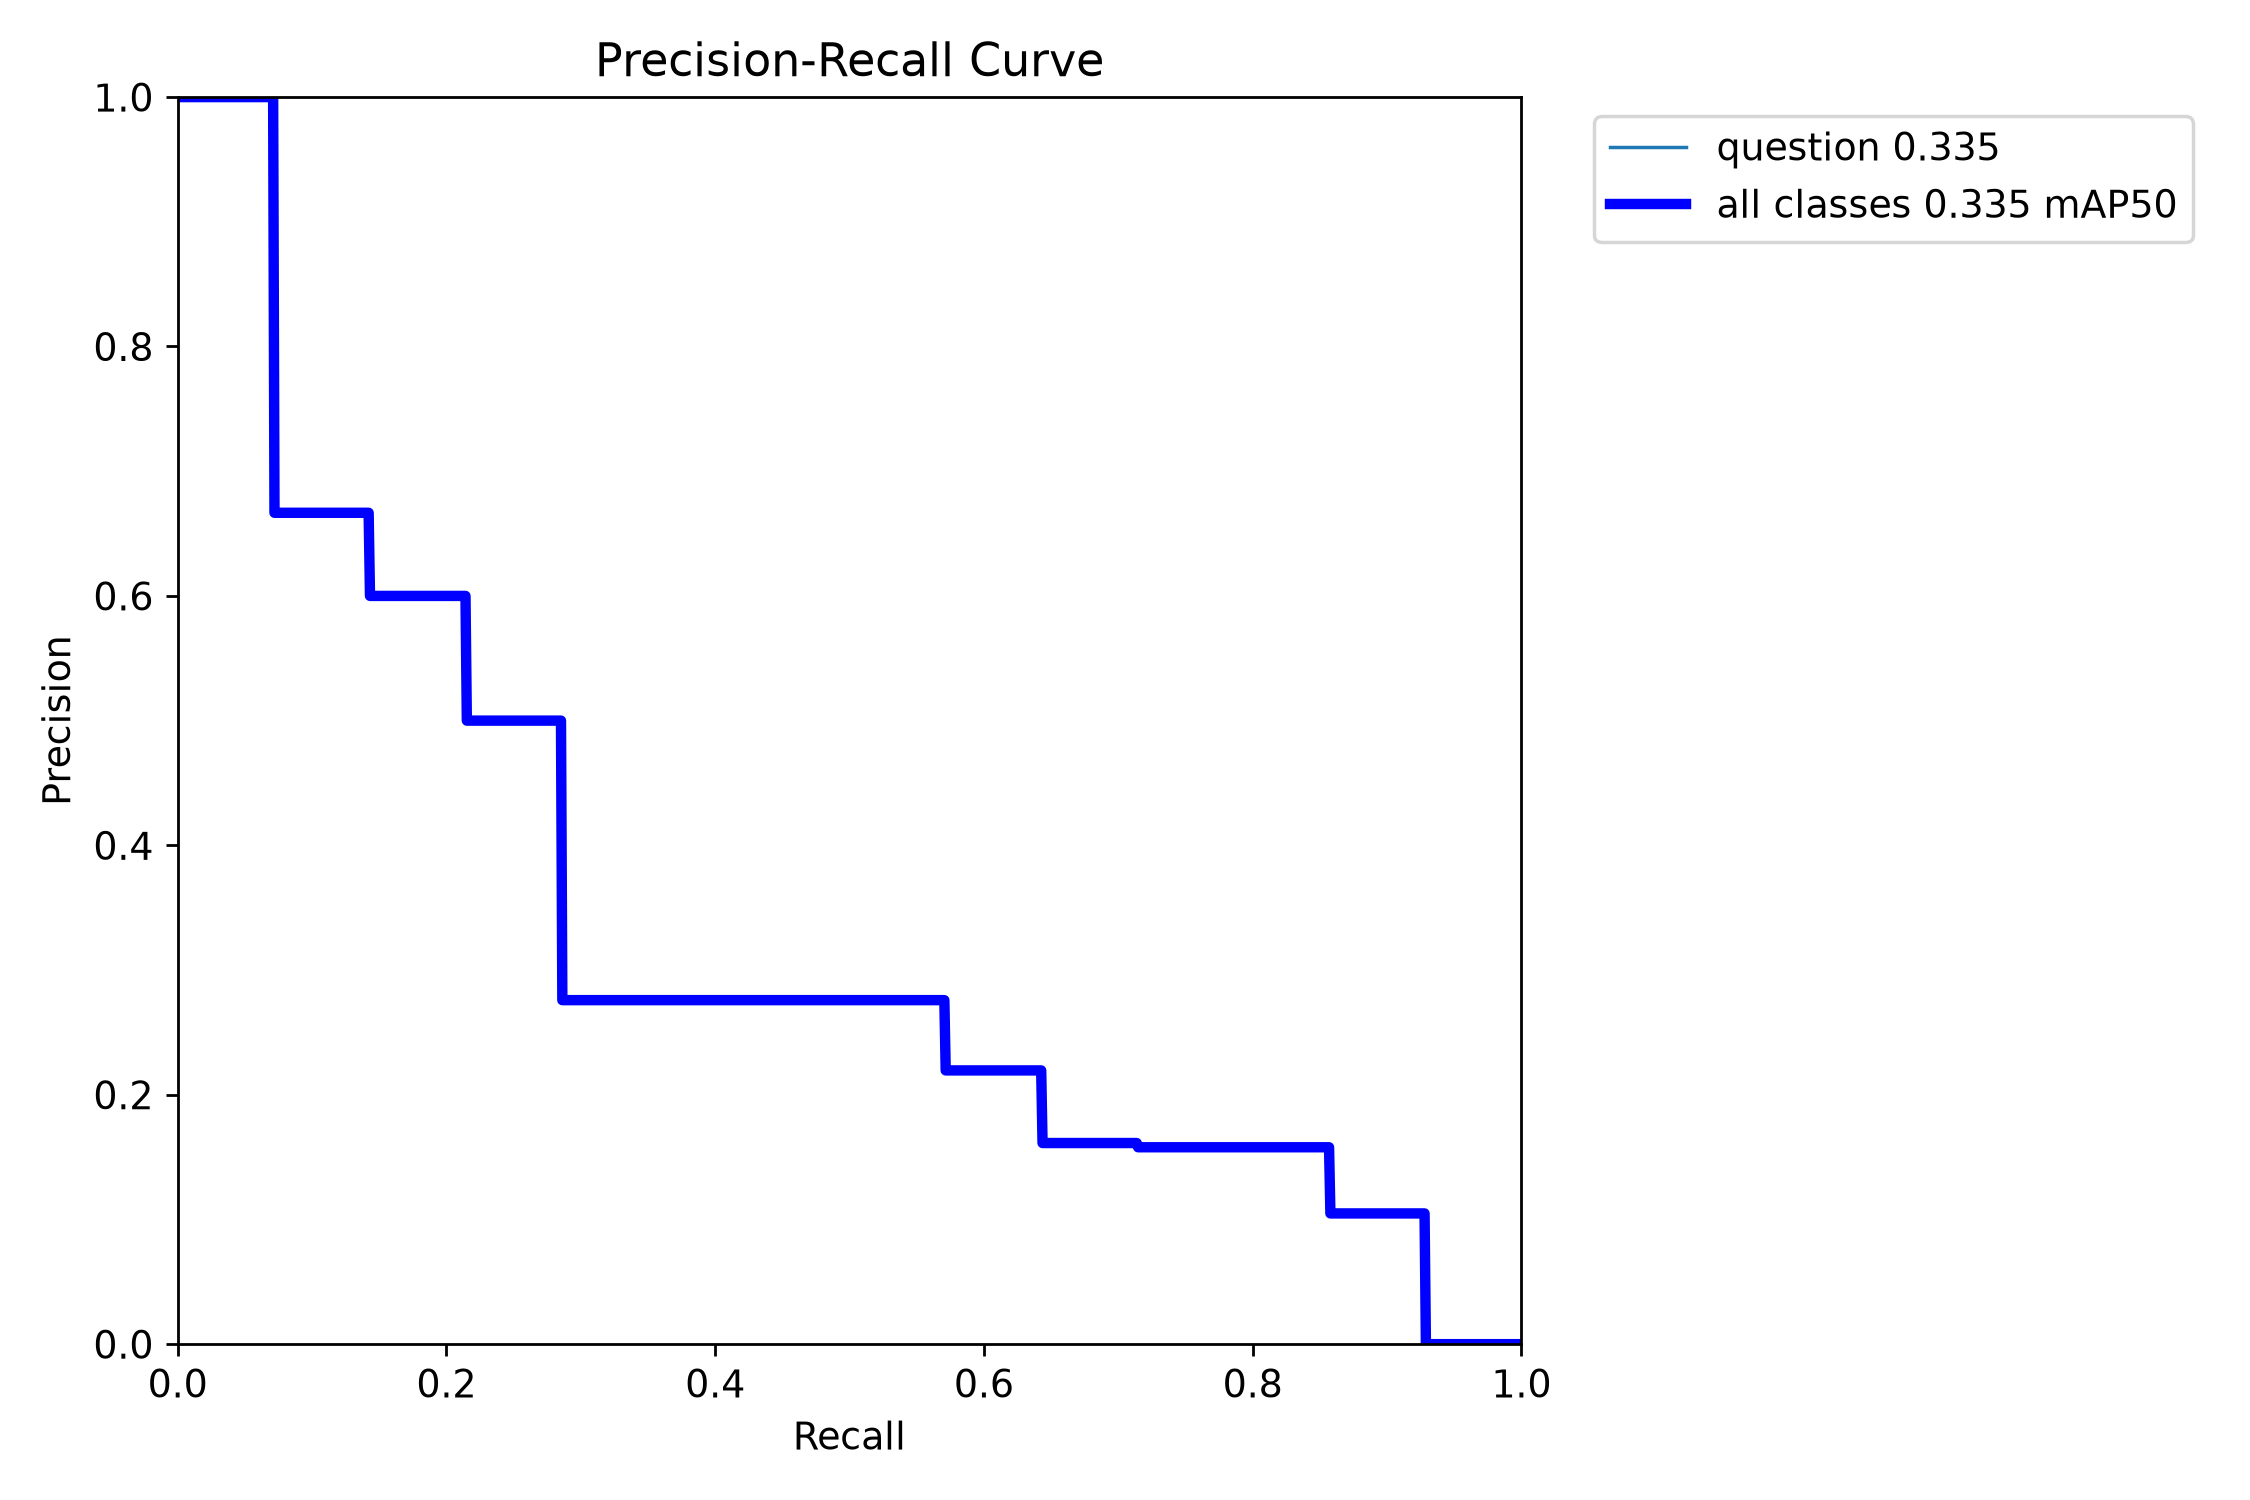 Precision-Recall Curve
question 0.335
all classes 0.335 mAP50
1.0
0.8
0.6
0.4
0.2
0.0
Precision
0.0 0.2 0.4 0.6 0.8 1.0
Recall